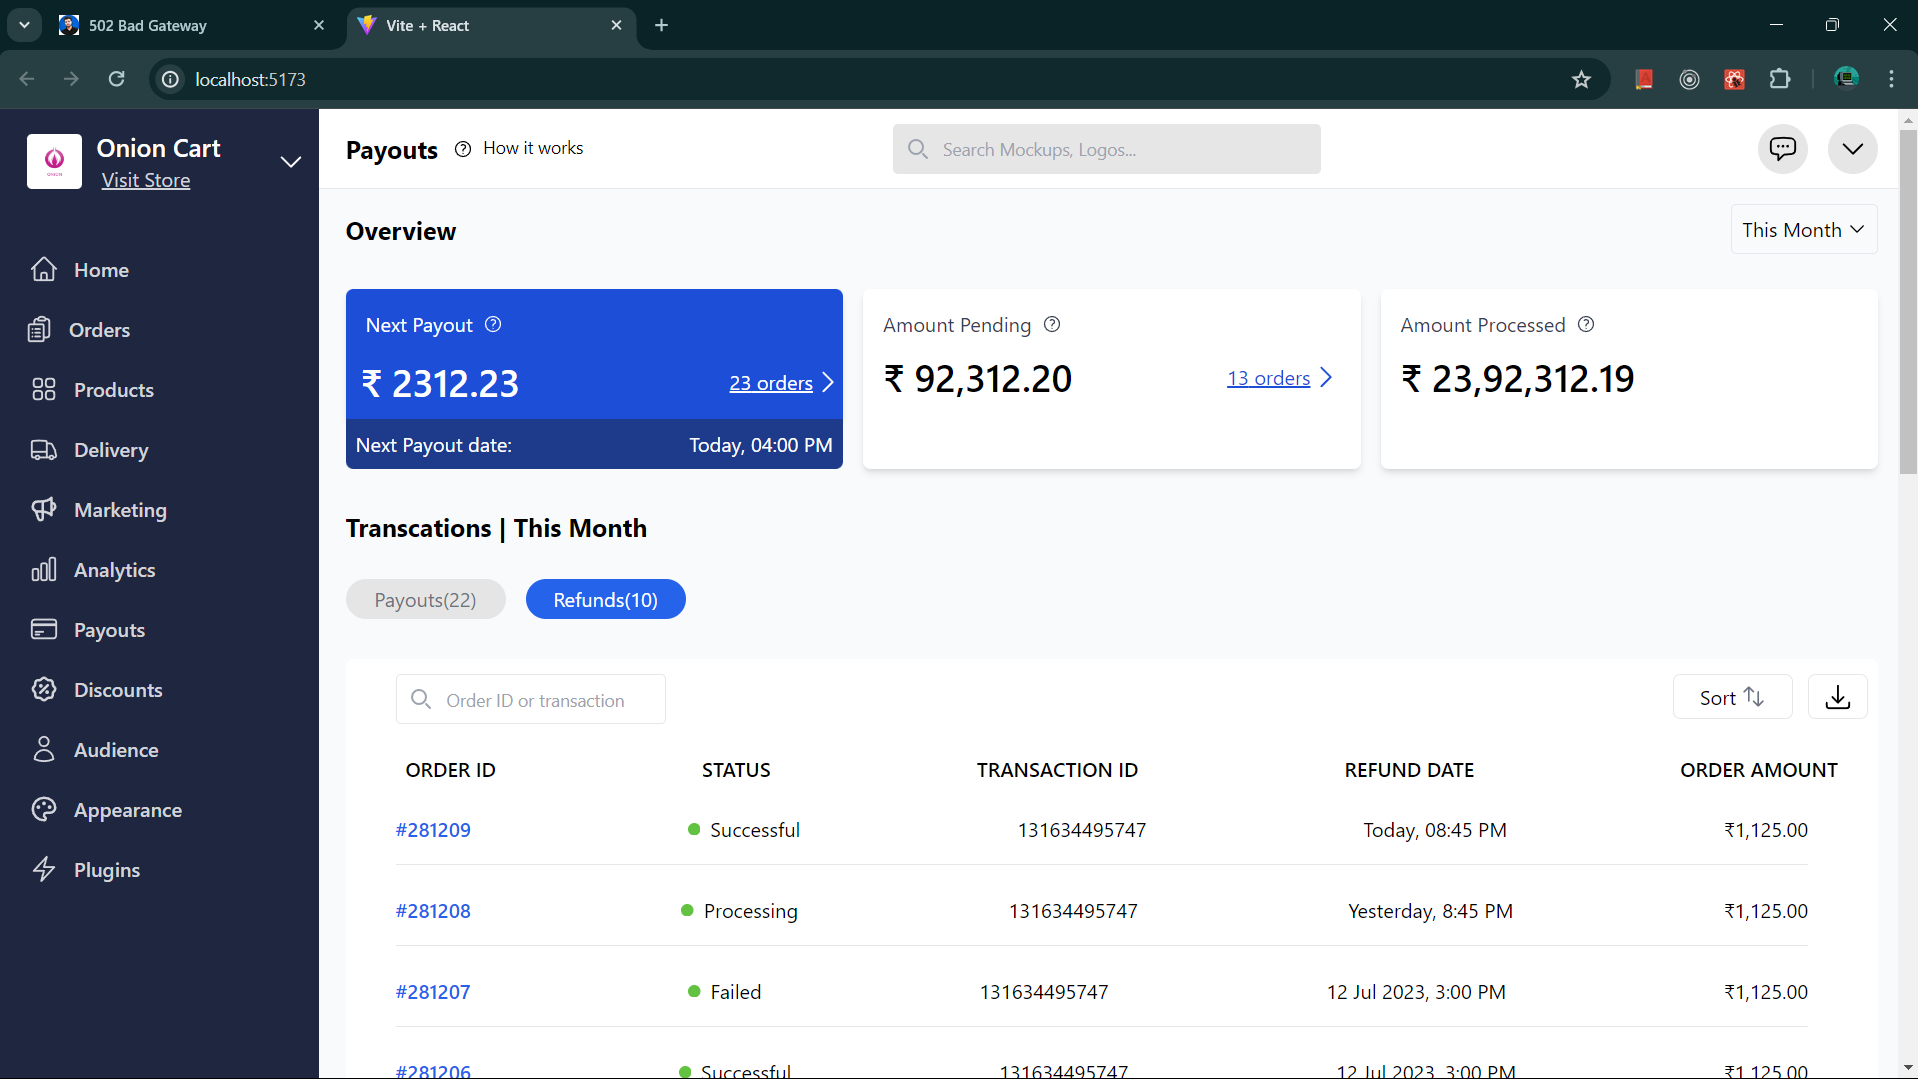 502 Bad Gateway
Vite + React
localhost:5173
Onion Cart
Visit Store
ONION
Home
Orders
Products
Delivery
Marketing
Analytics
Payouts
Discounts
Audience
Appearance
Plugins
Payouts How it works Search Mockups, Logos...
Overview This Month
Next Payout
₹ 2312.23 23 orders
Next Payout date: Today, 04:00 PM
Amount Pending
₹ 92,312.20 13 orders
Amount Processed
₹ 23,92,312.19
Transcations | This Month
Payouts(22) Refunds(10)
Order ID or transaction Sort
ORDER ID STATUS TRANSACTION ID REFUND DATE ORDER AMOUNT
#281209 Successful 131634495747 Today, 08:45 PM ₹1,125.00
#281208 Processing 131634495747 Yesterday, 8:45 PM ₹1,125.00
#281207 Failed 131634495747 12 Jul 2023, 3:00 PM ₹1,125.00
#281206 Successful 131634495747 12 Jul 2023, 3:00 PM ₹1,125.00